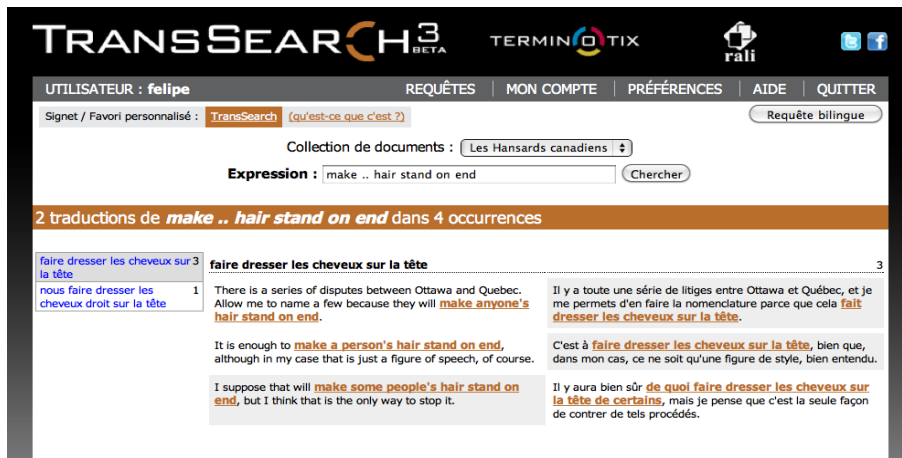 TRANSSEARCH3 BETA TERMINOTIX rali
UTILISATEUR : felipe REQUÊTES | MON COMPTE | PRÉFÉRENCES | AIDE | QUITTER
Signet / Favori personnalisé : TransSearch (qu'est-ce que c'est ?) Requête bilingue
Collection de documents : Les Hansards canadiens
Expression : make .. hair stand on end Chercher
2 traductions de make .. hair stand on end dans 4 occurrences
faire dresser les cheveux sur 3
la tête
nous faire dresser les 1
cheveux droit sur la tête
faire dresser les cheveux sur la tête 3
There is a series of disputes between Ottawa and Quebec.
Allow me to name a few because they will make anyone's
hair stand on end.
Il y a toute une série de litiges entre Ottawa et Québec, et je
me permets d'en faire la nomenclature parce que cela fait
dresser les cheveux sur la tête.
It is enough to make a person's hair stand on end,
although in my case that is just a figure of speech, of course.
C'est à faire dresser les cheveux sur la tête, bien que,
dans mon cas, ce ne soit qu'une figure de style, bien entendu.
I suppose that will make some people's hair stand on
end, but I think that is the only way to stop it.
Il y aura bien sûr de quoi faire dresser les cheveux sur
la tête de certains, mais je pense que c'est la seule façon
de contrer de tels procédés.